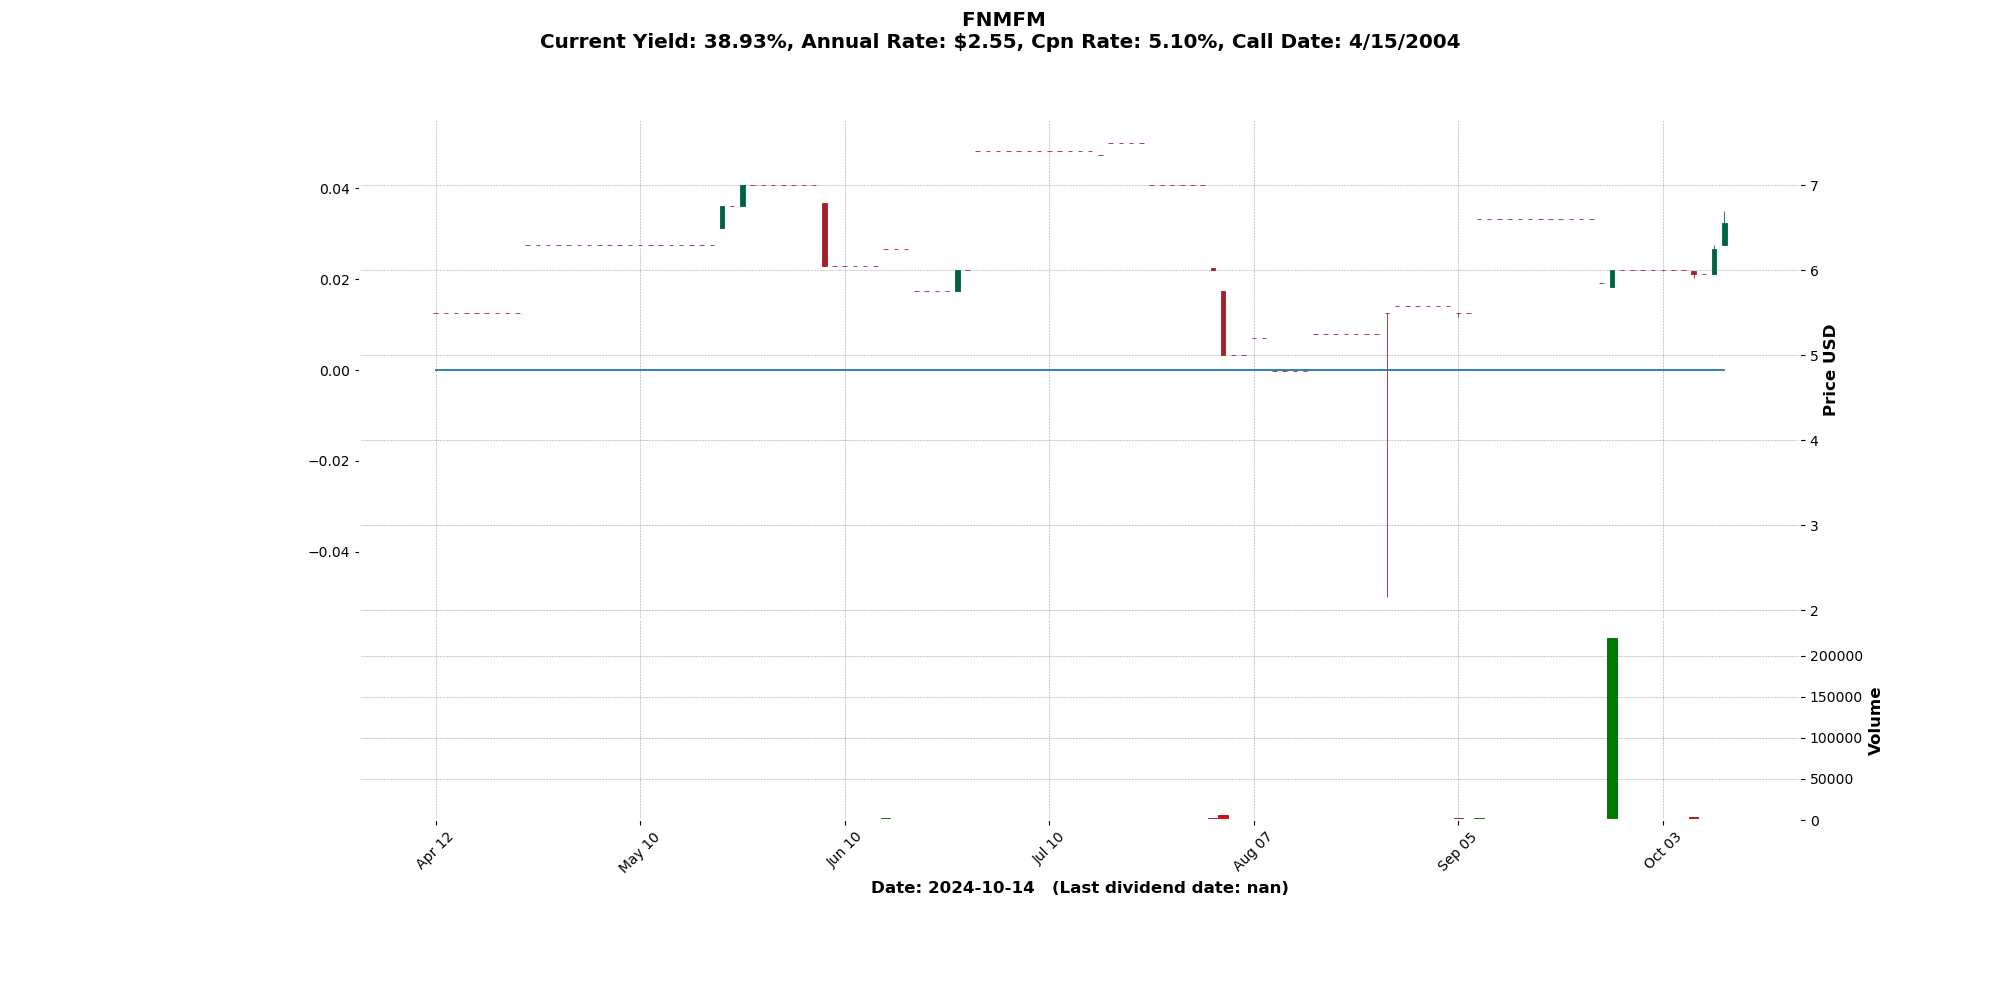 FNMFM
Current Yield: 38.93%, Annual Rate: $2.55, Cpn Rate: 5.10%, Call Date: 4/15/2004
0.04
0.02
0.00
−0.02
−0.04
7
6
5
4
3
2
Price USD
200000
150000
100000
50000
0
Volume
Apr 12
May 10
Jun 10
Jul 10
Aug 07
Sep 05
Oct 03
Date: 2024-10-14 (Last dividend date: nan)